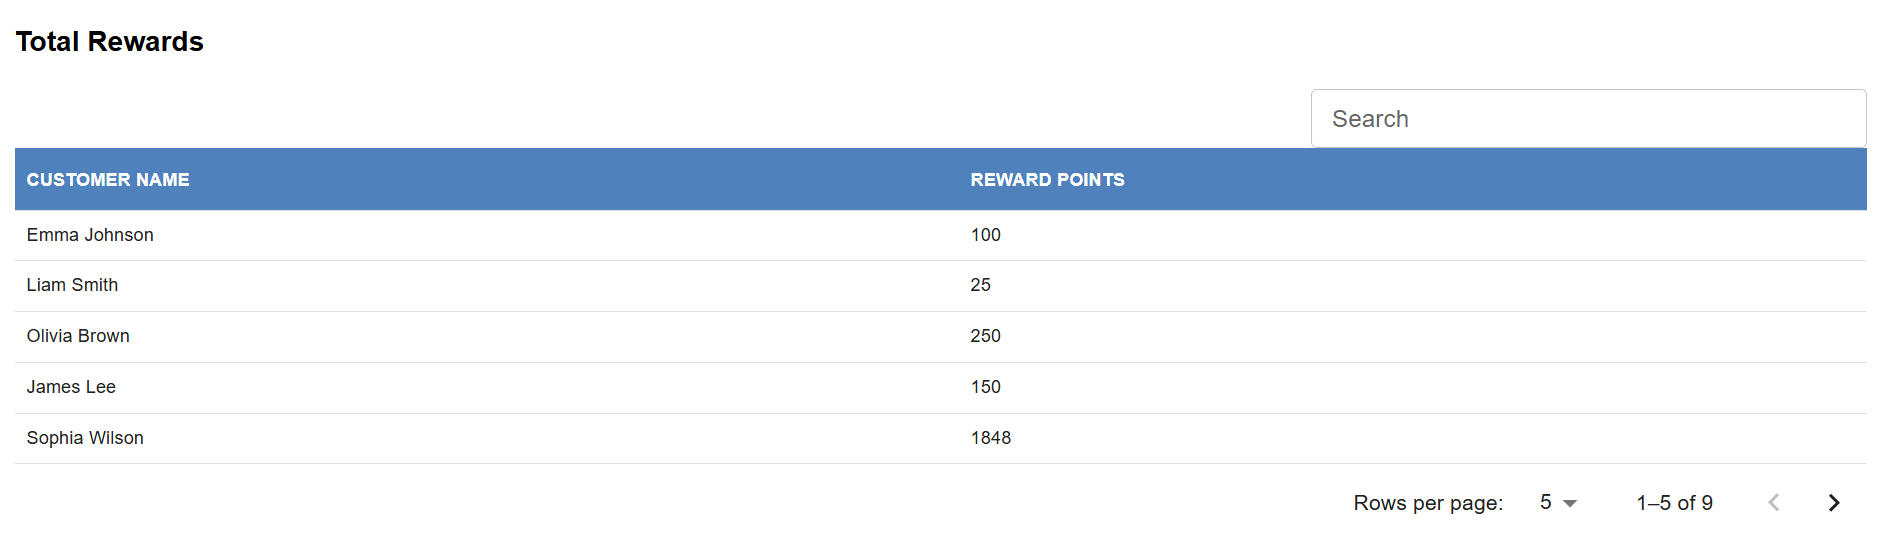 Total Rewards
Search
CUSTOMER NAME REWARD POINTS
Emma Johnson 100
Liam Smith 25
Olivia Brown 250
James Lee 150
Sophia Wilson 1848
Rows per page: 5 1–5 of 9